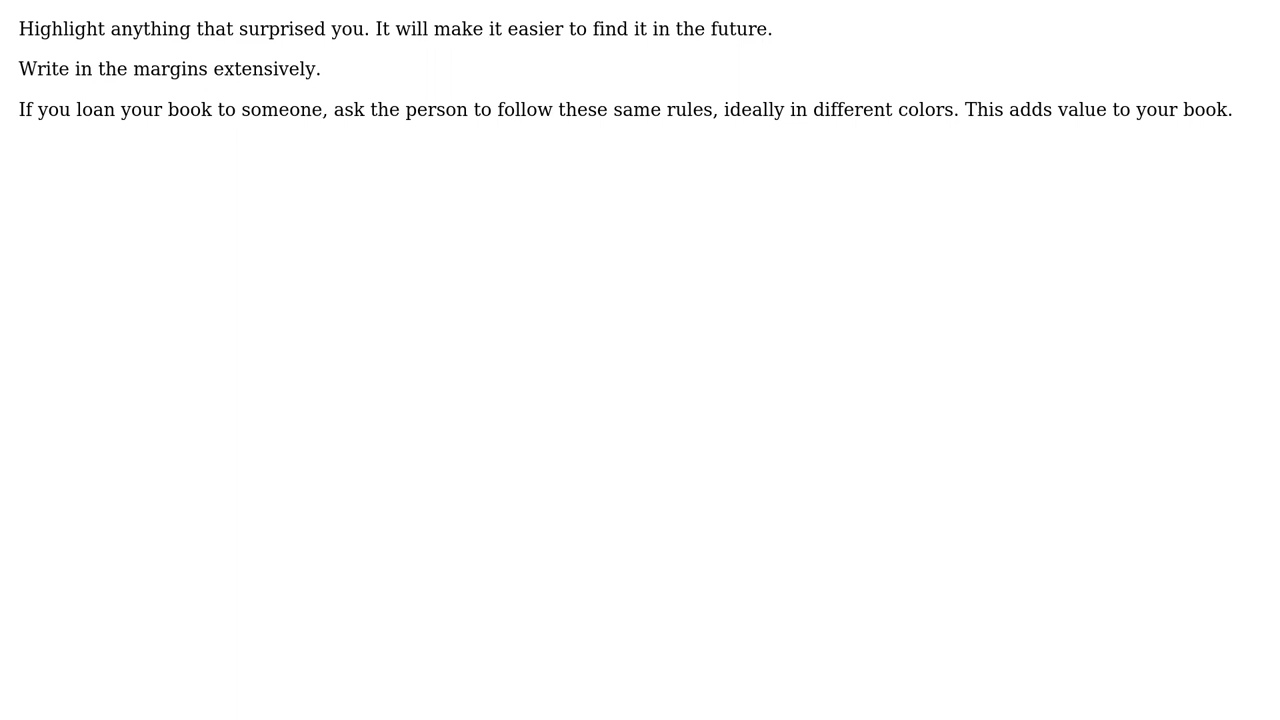 Highlight anything that surprised you. It will make it easier to find it in the future.
Write in the margins extensively.
If you loan your book to someone, ask the person to follow these same rules, ideally in different colors. This adds value to your book.